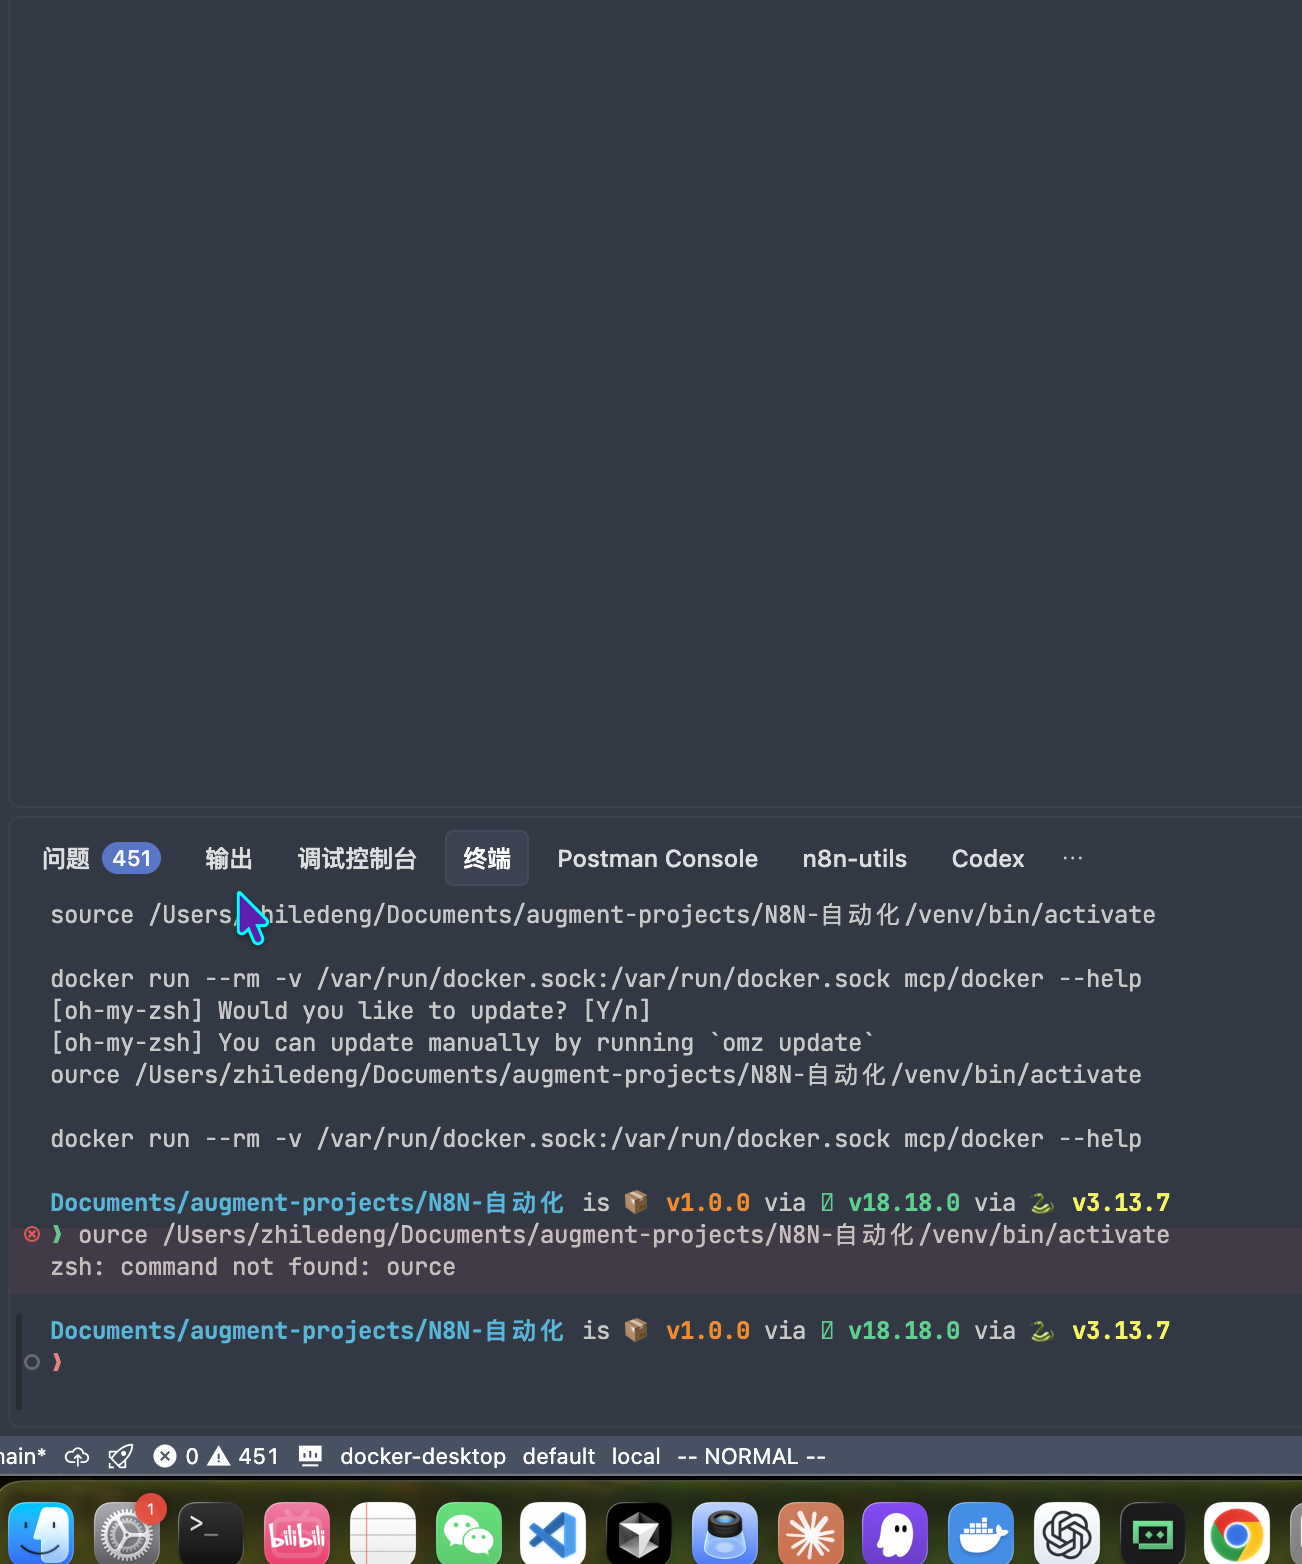 问题 451 输出 调试控制台 终端 Postman Console n8n-utils Codex ...
source /Users/zhiledeng/Documents/augment-projects/N8N-自动化/venv/bin/activate
docker run --rm -v /var/run/docker.sock:/var/run/docker.sock mcp/docker --help
[oh-my-zsh] Would you like to update? [Y/n]
[oh-my-zsh] You can update manually by running `omz update`
ource /Users/zhiledeng/Documents/augment-projects/N8N-自动化/venv/bin/activate
docker run --rm -v /var/run/docker.sock:/var/run/docker.sock mcp/docker --help
Documents/augment-projects/N8N-自动化 is 📦 v1.0.0 via v18.18.0 via 🐍 v3.13.7
❱ ource /Users/zhiledeng/Documents/augment-projects/N8N-自动化/venv/bin/activate
zsh: command not found: ource
Documents/augment-projects/N8N-自动化 is 📦 v1.0.0 via v18.18.0 via 🐍 v3.13.7
❱
ain* 0 451 docker-desktop default local -- NORMAL --
1
>_
bilibili